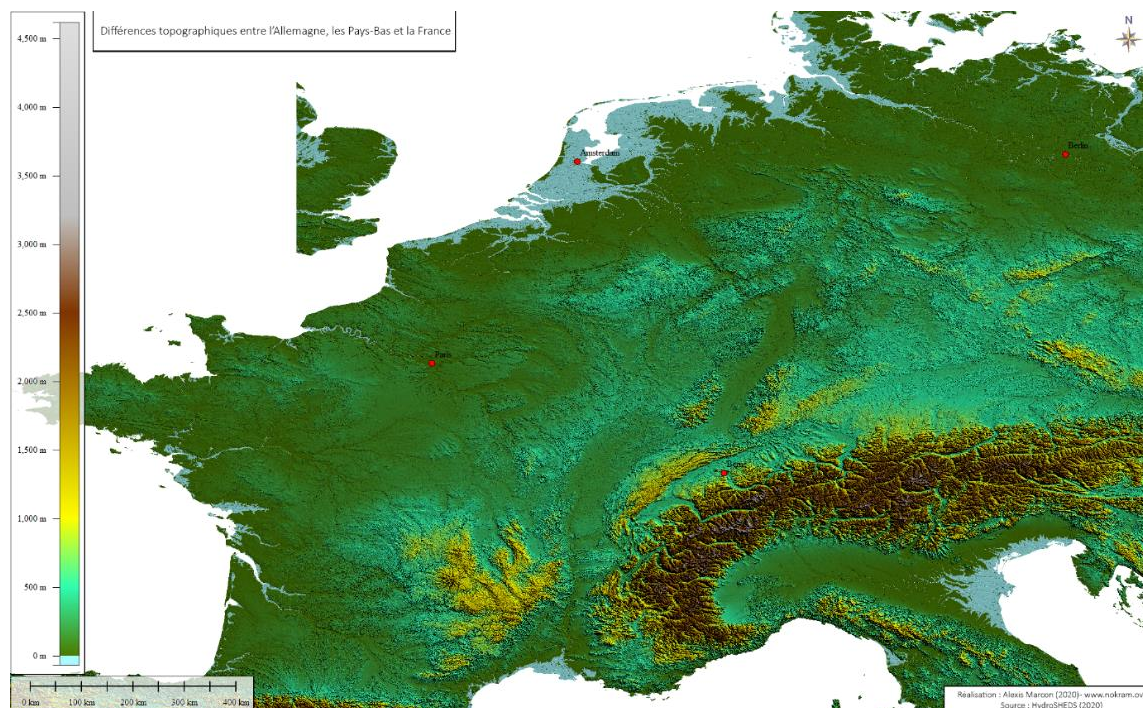 Différences topographiques entre l'Allemagne, les Pays-Bas et la France
N
4,500 m
4,000 m
3,500 m
3,000 m
2,500 m
2,000 m
1,500 m
1,000 m
500 m
0 m
Amsterdam
Berlin
Paris
0 km 100 km 200 km 300 km 400 km
Réalisation : Alexis Marcon (2020)- www.nokram.ov
Source : HydroSHEDS (2020)